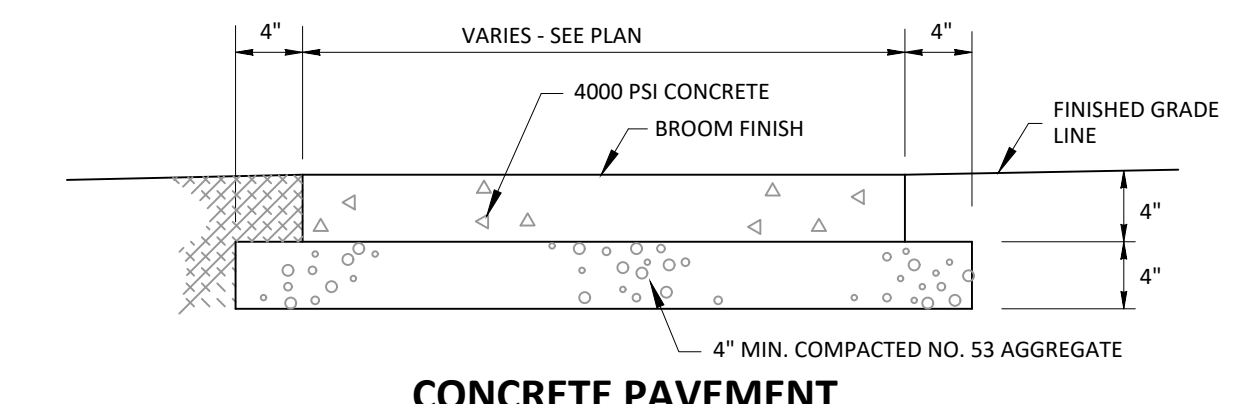 4"
VARIES - SEE PLAN
4"
4000 PSI CONCRETE
BROOM FINISH
FINISHED GRADE
LINE
4"
4"
4" MIN. COMPACTED NO. 53 AGGREGATE
CONCRETE PAVEMENT